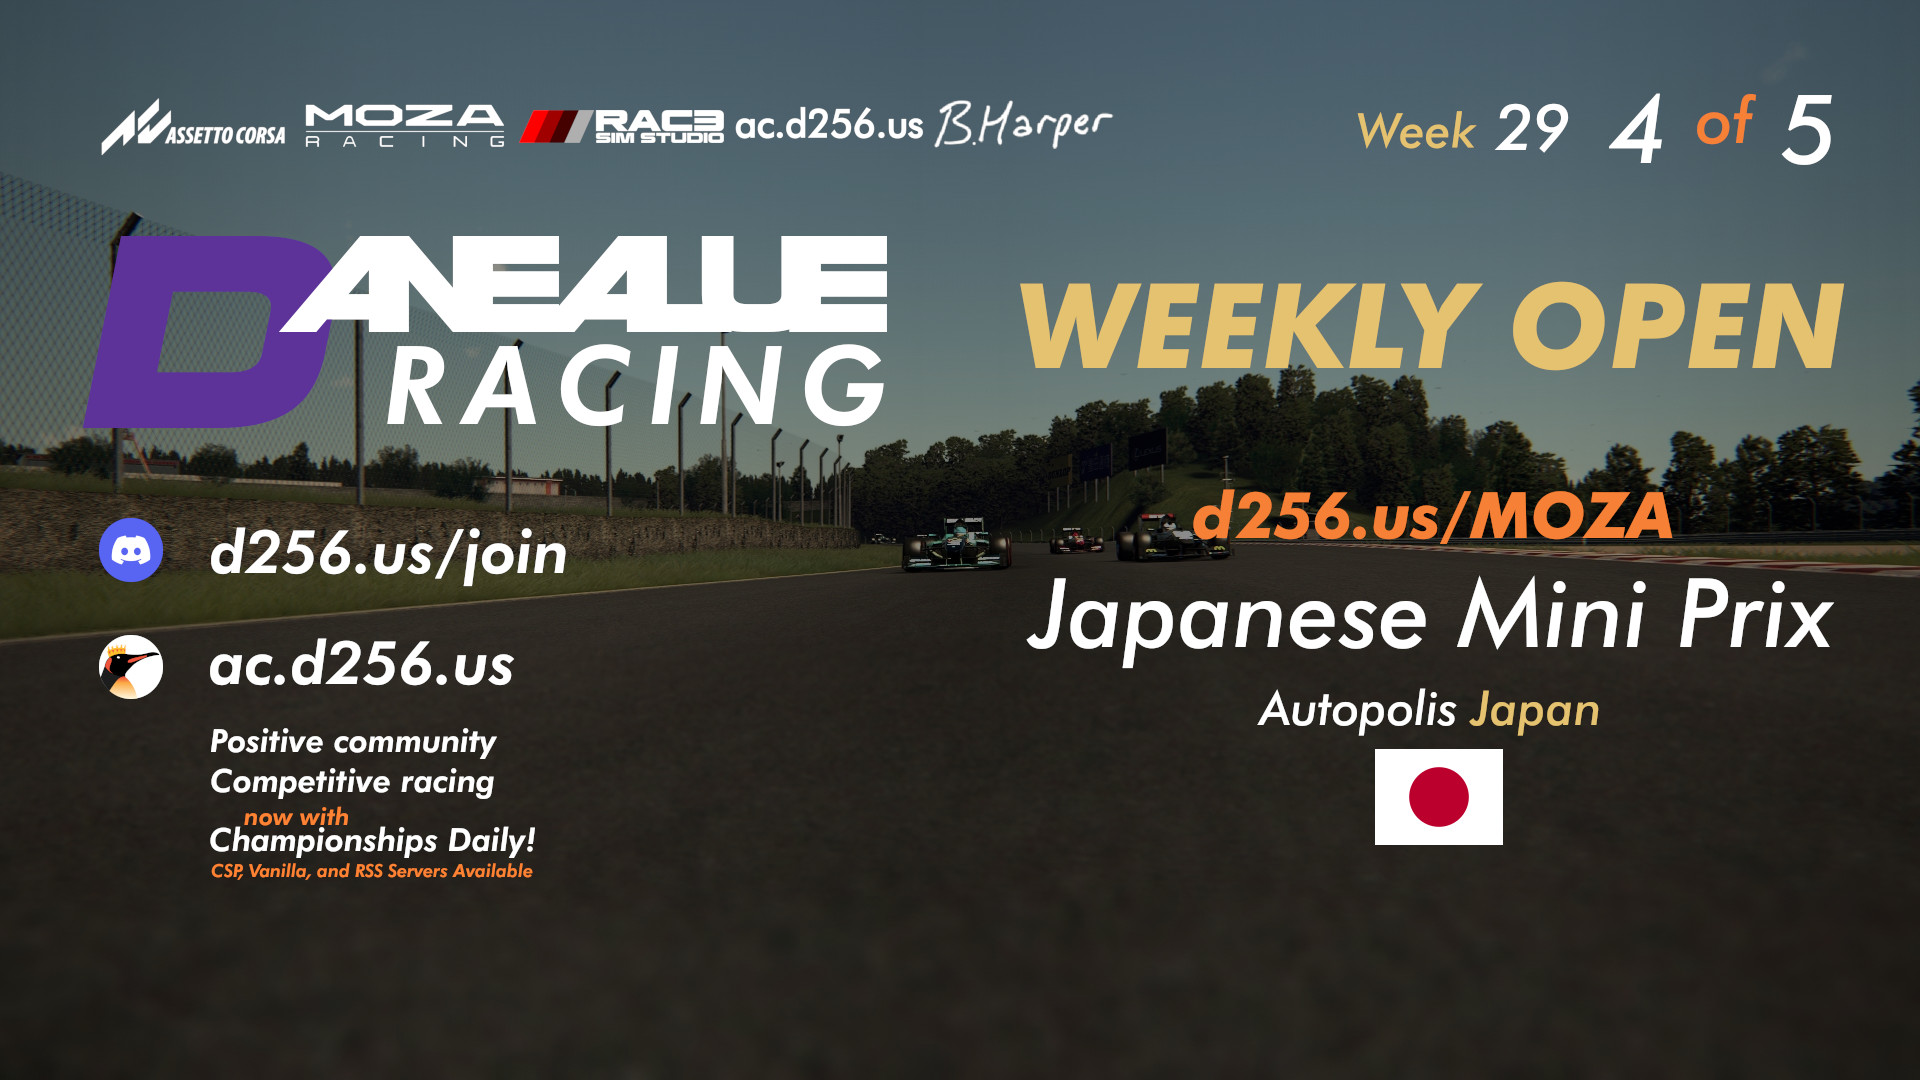 ASSETTO CORSA
MOZA
RACING
RAC3
SIM STUDIO
ac.d256.us
B.Harper
Week 29 4 of 5
DANEALUE
RACING
WEEKLY OPEN
d256.us/join
ac.d256.us
Positive community
Competitive racing
now with
Championships Daily!
CSP, Vanilla, and RSS Servers Available
d256.us/MOZA
Japanese Mini Prix
Autopolis Japan